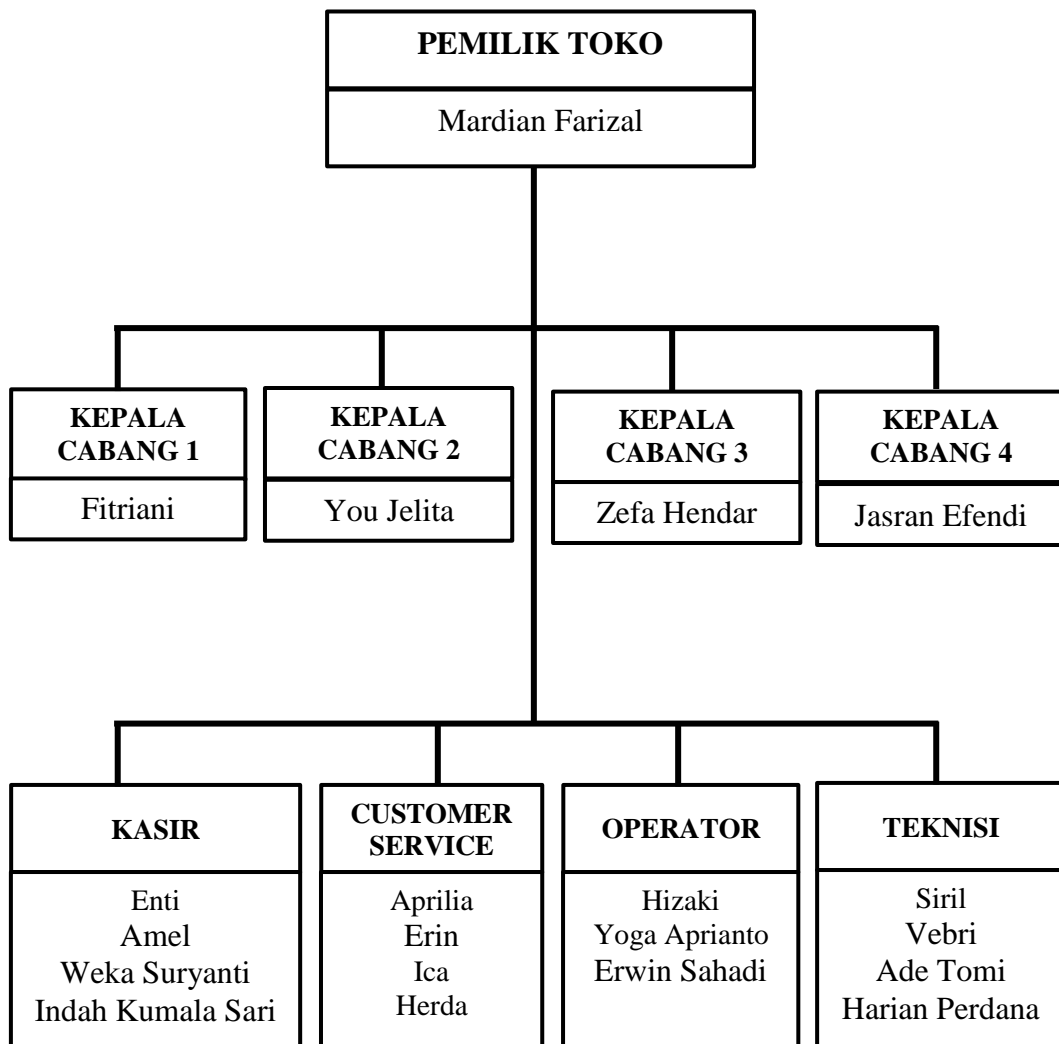 PEMILIK TOKO
Mardian Farizal
KEPALA
CABANG 1
Fitriani
KEPALA
CABANG 2
You Jelita
KEPALA
CABANG 3
Zefa Hendar
KEPALA
CABANG 4
Jasran Efendi
KASIR
Enti
Amel
Weka Suryanti
Indah Kumala Sari
CUSTOMER
SERVICE
Aprilia
Erin
Ica
Herda
OPERATOR
Hizaki
Yoga Aprianto
Erwin Sahadi
TEKNISI
Siril
Vebri
Ade Tomi
Harian Perdana